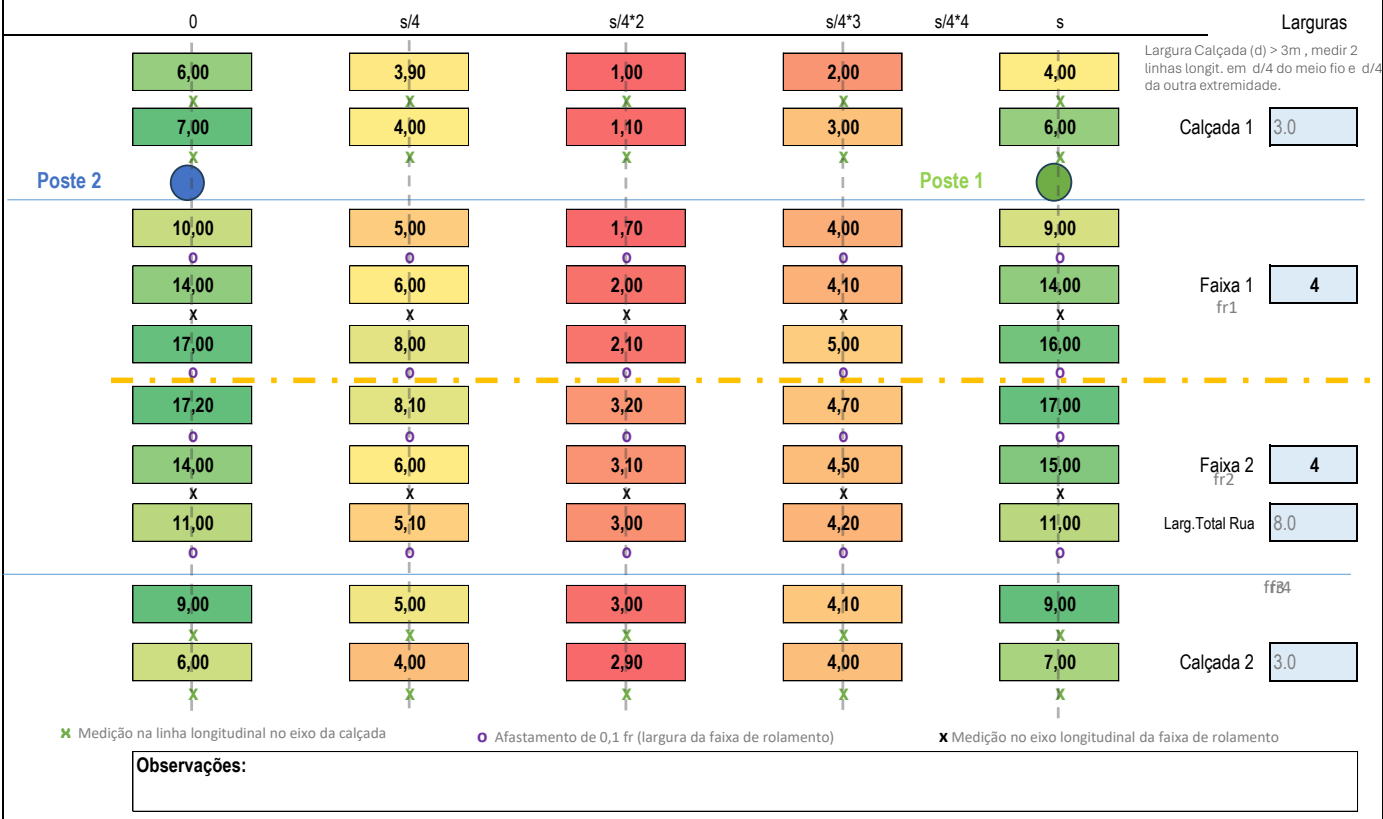 0 s/4 s/4*2 s/4*3 s/4*4 s Larguras
Largura Calçada (d) > 3m , medir 2
linhas longit. em d/4 do meio fio e d/4
da outra extremidade.
6,00 3,90 1,00 2,00 4,00
x x x x x
7,00 4,00 1,10 3,00 6,00 Calçada 1 3.0
x x x x x
Poste 2 Poste 1
10,00 5,00 1,70 4,00 9,00
o o o o o
14,00 6,00 2,00 4,10 14,00 Faixa 1 4
fr1
x x x x x
17,00 8,00 2,10 5,00 16,00
o o o o o
17,20 8,10 3,20 4,70 17,00
o o o o o
14,00 6,00 3,10 4,50 15,00 Faixa 2 4
fr2
x x x x x
11,00 5,10 3,00 4,20 11,00 Larg.Total Rua 8.0
o o o o o
9,00 5,00 3,00 4,10 9,00
x x x x x
6,00 4,00 2,90 4,00 7,00 Calçada 2 3.0
x x x x x
x Medição na linha longitudinal no eixo da calçada o Afastamento de 0,1 fr (largura da faixa de rolamento) x Medição no eixo longitudinal da faixa de rolamento
Observações: